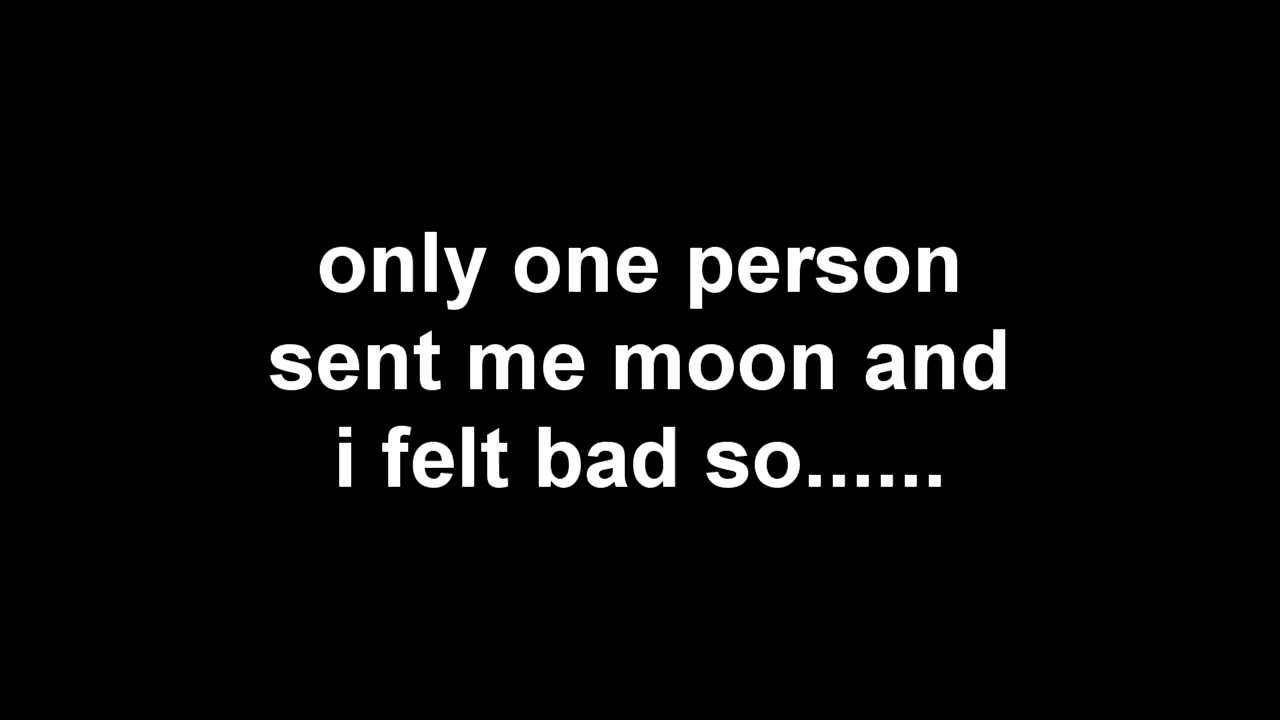 only one person
sent me moon and
i felt bad so......